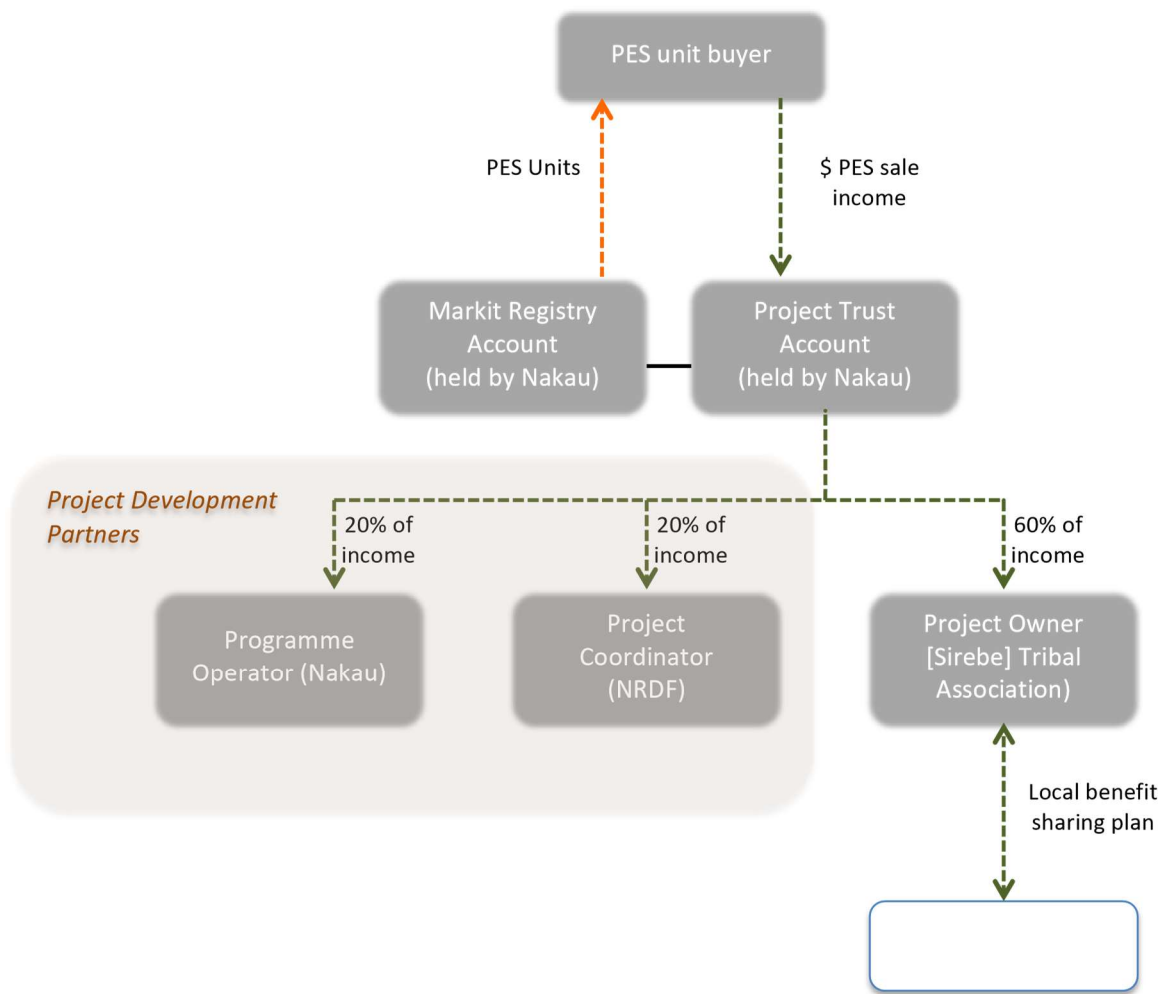 PES unit buyer
PES Units
$ PES sale
income
Markit Registry
Account
(held by Nakau)
Project Trust
Account
(held by Nakau)
Project Development
Partners
20% of
income
20% of
income
60% of
income
Programme
Operator (Nakau)
Project
Coordinator
(NRDF)
Project Owner
[Sirebe] Tribal
Association)
Local benefit
sharing plan